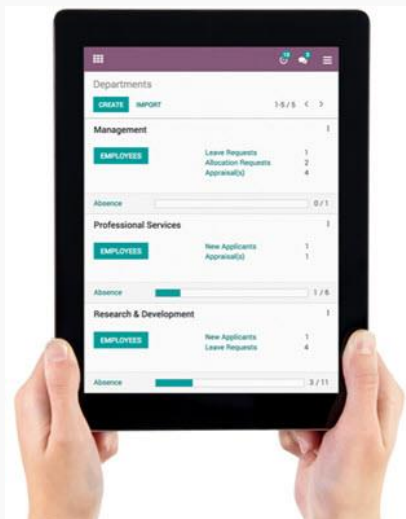 Departments
CREATE IMPORT 1-5 / 5 < >
Management
EMPLOYEES
Leave Requests 1
Allocation Requests 2
Appraisal(s) 4
Absence 0 / 1
Professional Services
EMPLOYEES
New Applicants 1
Appraisal(s) 1
Absence 1 / 6
Research & Development
EMPLOYEES
New Applicants 1
Leave Requests 4
Absence 3 / 11